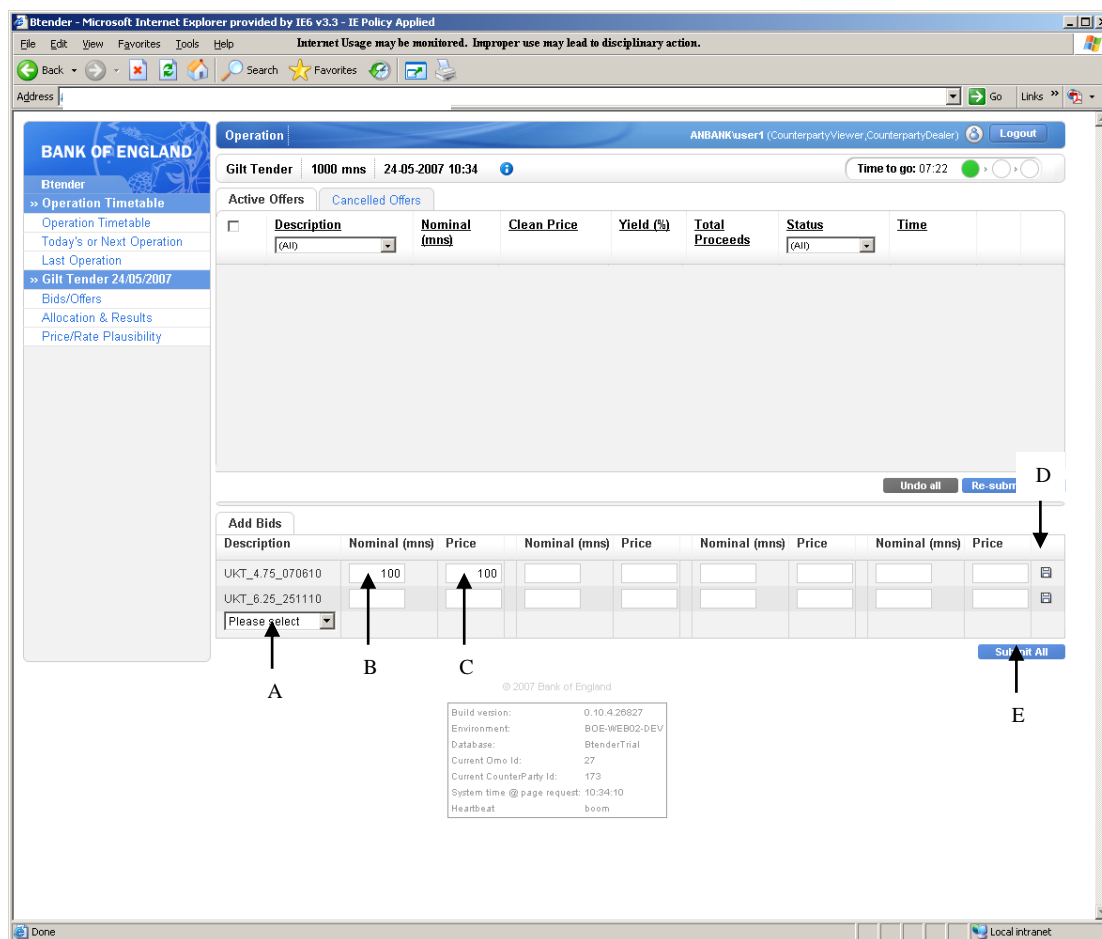 Btender - Microsoft Internet Explorer provided by IE6 v3.3 - IE Policy Applied
File Edit View Favorites Tools Help Internet Usage may be monitored. Improper use may lead to disciplinary action.
Back Search Favorites
Address Go Links »
BANK OF ENGLAND
Btender
» Operation Timetable
Operation Timetable
Today's or Next Operation
Last Operation
» Gilt Tender 24/05/2007
Bids/Offers
Allocation & Results
Price/Rate Plausibility
Operation ANBANK\user1 (CounterpartyViewer,CounterpartyDealer) Logout
Gilt Tender 1000 mns 24-05-2007 10:34 Time to go: 07:22
Active Offers Cancelled Offers
Description Nominal (mns) Clean Price Yield (%) Total Proceeds Status Time
(All) (All)
Undo all
D
Add Bids
Description Nominal (mns) Price Nominal (mns) Price Nominal (mns) Price Nominal (mns) Price
UKT_4.75_070610 100 100
UKT_6.25_251110
Please select
All
A B C
E
© 2007 Bank of England
Build version: 0.10.4.26827
Environment: BOE-WEB02-DEV
Database: BtenderTrial
Current Omo Id: 27
Current CounterParty Id: 173
System time @ page request: 10:34:10
Heartbeat boom
Done Local intranet